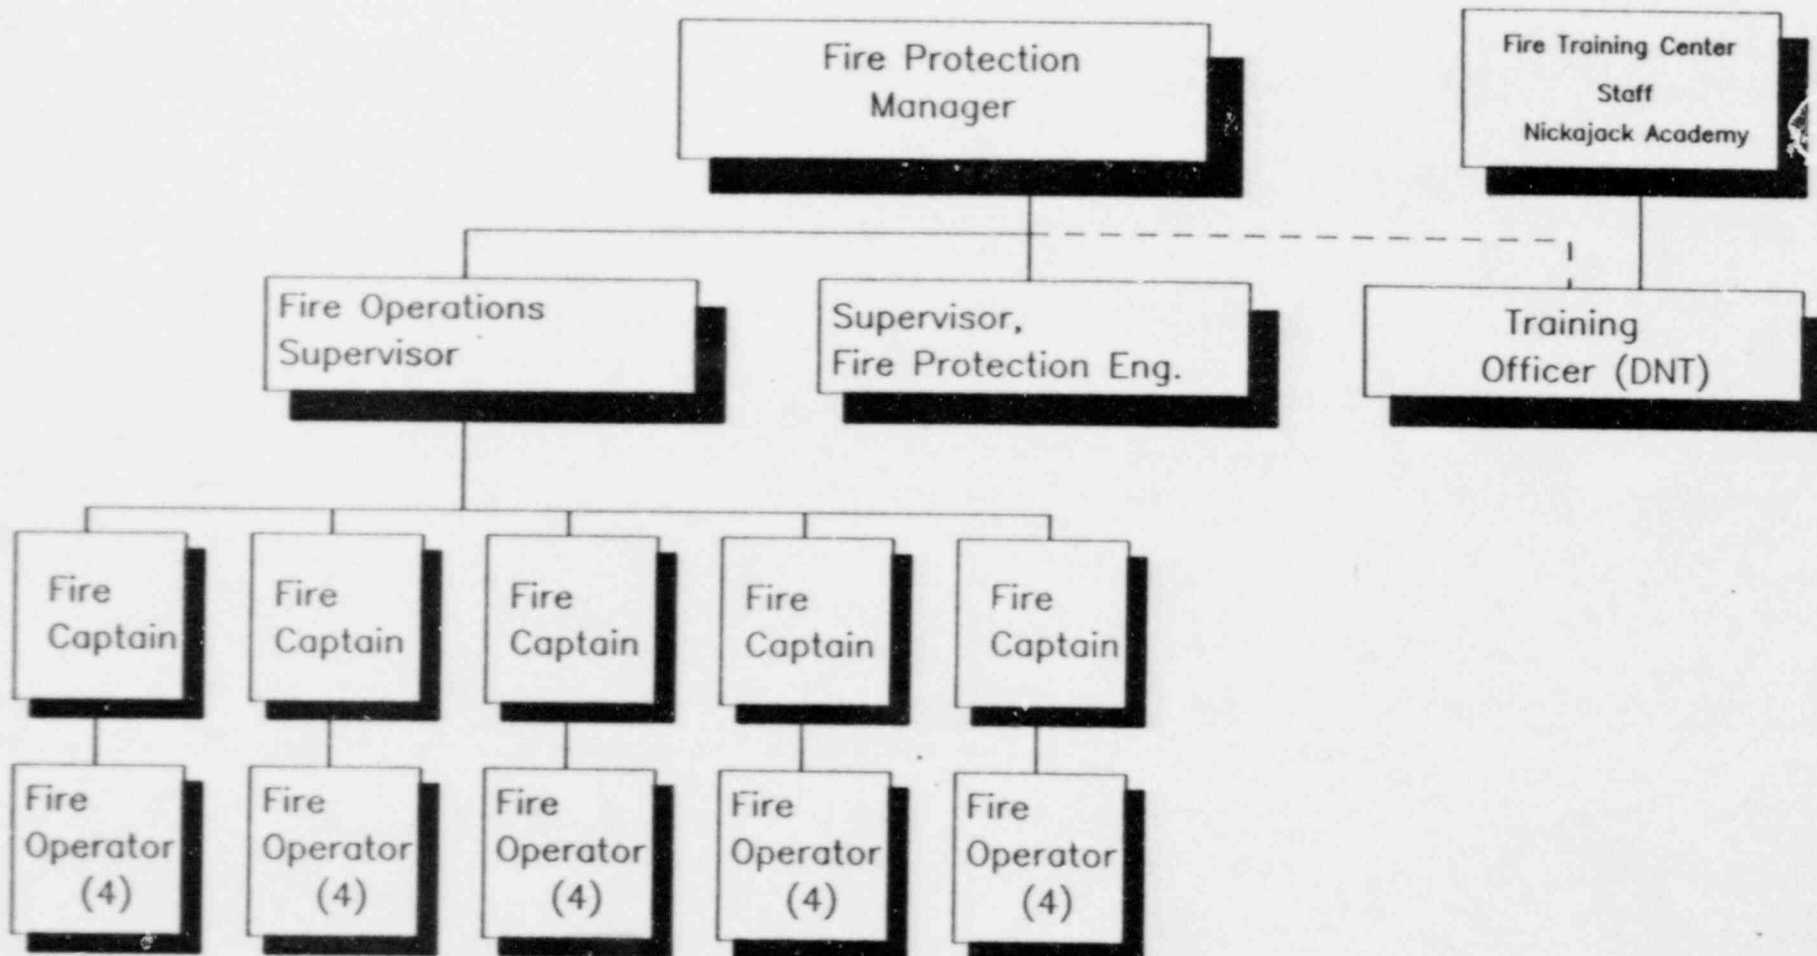 Fire Protection
Manager
Fire Training Center
Staff
Nickajack Academy
Fire Operations
Supervisor
Supervisor,
Fire Protection Eng.
Training
Officer (DNT)
Fire
Captain
Fire
Captain
Fire
Captain
Fire
Captain
Fire
Captain
Fire
Operator
(4)
Fire
Operator
(4)
Fire
Operator
(4)
Fire
Operator
(4)
Fire
Operator
(4)